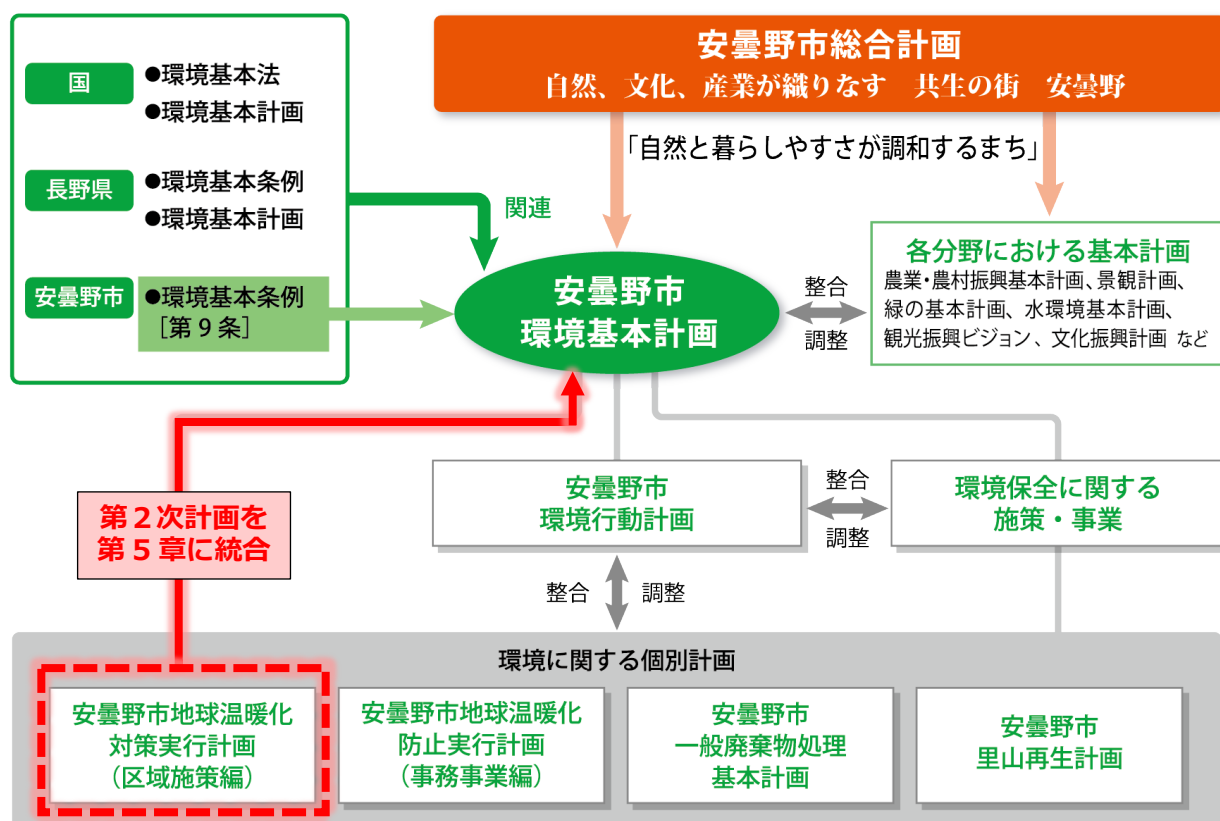 国
●環境基本法
●環境基本計画
長野県
●環境基本条例
●環境基本計画
安曇野市
●環境基本条例
［第９条］
安曇野市総合計画
自然、文化、産業が織りなす　共生の街　安曇野
「自然と暮らしやすさが調和するまち」
関連
安曇野市
環境基本計画
整合
調整
各分野における基本計画
農業・農村振興基本計画、景観計画、
緑の基本計画、水環境基本計画、
観光振興ビジョン、文化振興計画 など
第２次計画を
第５章に統合
安曇野市
環境行動計画
整合
調整
環境保全に関する
施策・事業
整合
調整
環境に関する個別計画
安曇野市地球温暖化
対策実行計画
（区域施策編）
安曇野市地球温暖化
防止実行計画
（事務事業編）
安曇野市
一般廃棄物処理
基本計画
安曇野市
里山再生計画